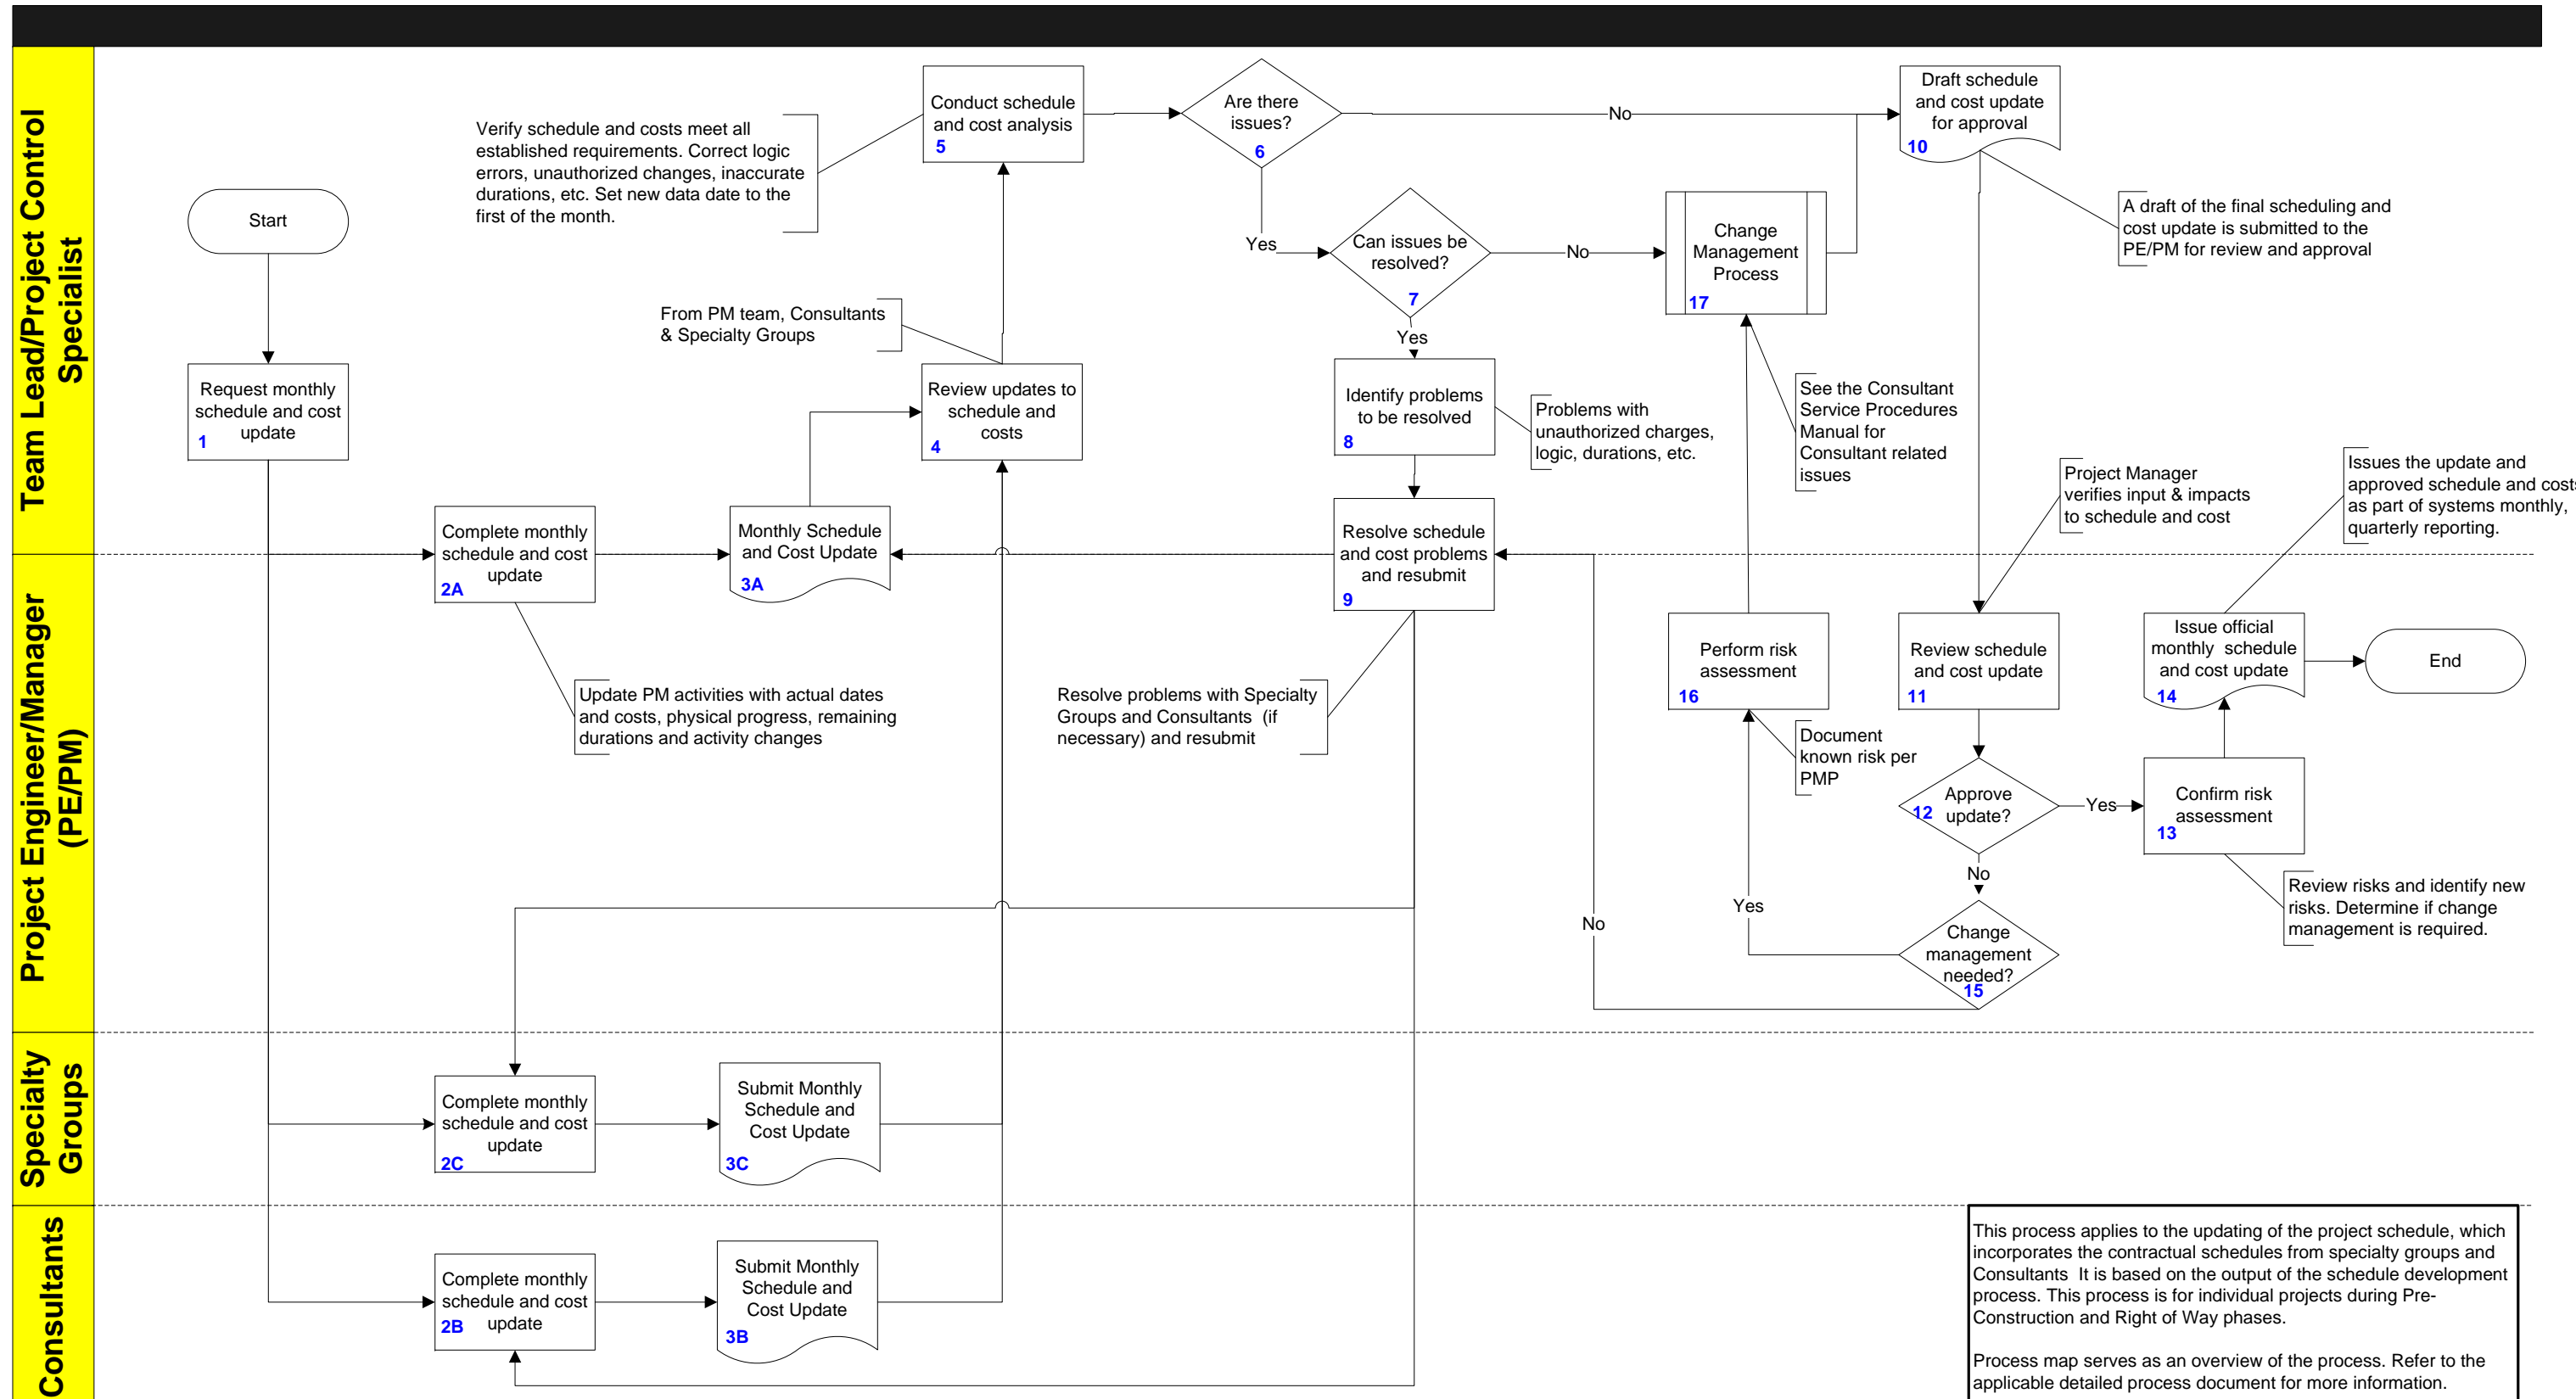 Team Lead/Project Control
Specialist
Start
Request monthly
schedule and cost
update
1
Verify schedule and costs meet all
established requirements. Correct logic
errors, unauthorized changes, inaccurate
durations, etc. Set new data date to the
first of the month.
Conduct schedule
and cost analysis
5
From PM team, Consultants
& Specialty Groups
Review updates to
schedule and
costs
4
Are there
issues?
6
No
Yes
Can issues be
resolved?
7
No
Yes
Change
Management
Process
17
Draft schedule
and cost update
for approval
10
A draft of the final scheduling and
cost update is submitted to the
PE/PM for review and approval
Identify problems
to be resolved
8
Problems with
unauthorized charges,
logic, durations, etc.
See the Consultant
Service Procedures
Manual for
Consultant related
issues
Project Manager
verifies input & impacts
to schedule and cost
Issues the update and
approved schedule and costs
as part of systems monthly,
quarterly reporting.
Complete monthly
schedule and cost
update
2A
Monthly Schedule
and Cost Update
3A
Resolve schedule
and cost problems
and resubmit
9
Project Engineer/Manager
(PE/PM)
Update PM activities with actual dates
and costs, physical progress, remaining
durations and activity changes
Resolve problems with Specialty
Groups and Consultants (if
necessary) and resubmit
Perform risk
assessment
16
Document
known risk per
PMP
Review schedule
and cost update
11
Issue official
monthly schedule
and cost update
14
End
Approve
update?
12
Yes
No
Confirm risk
assessment
13
Review risks and identify new
risks. Determine if change
management is required.
Change
management
needed?
15
Yes
No
Specialty
Groups
Complete monthly
schedule and cost
update
2C
Submit Monthly
Schedule and
Cost Update
3C
Consultants
Complete monthly
schedule and cost
update
2B
Submit Monthly
Schedule and
Cost Update
3B
This process applies to the updating of the project schedule, which
incorporates the contractual schedules from specialty groups and
Consultants It is based on the output of the schedule development
process. This process is for individual projects during Pre-
Construction and Right of Way phases.
Process map serves as an overview of the process. Refer to the
applicable detailed process document for more information.